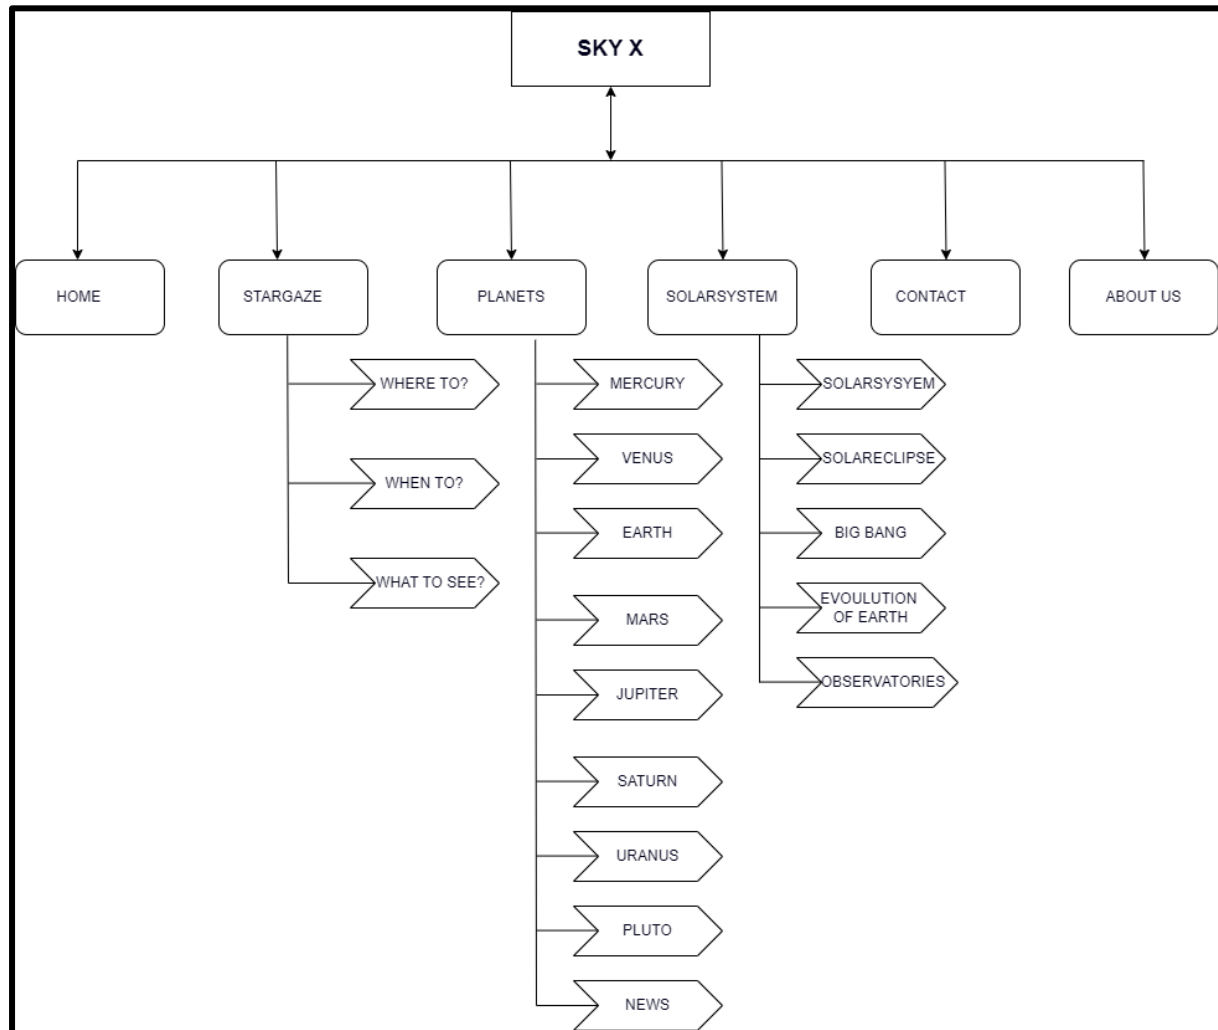 SKY X
HOME
STARGAZE
PLANETS
SOLARSYSTEM
CONTACT
ABOUT US
WHERE TO?
WHEN TO?
WHAT TO SEE?
MERCURY
VENUS
EARTH
MARS
JUPITER
SATURN
URANUS
PLUTO
NEWS
SOLARSYSYEM
SOLARECLIPSE
BIG BANG
EVOULUTION
OF EARTH
OBSERVATORIES